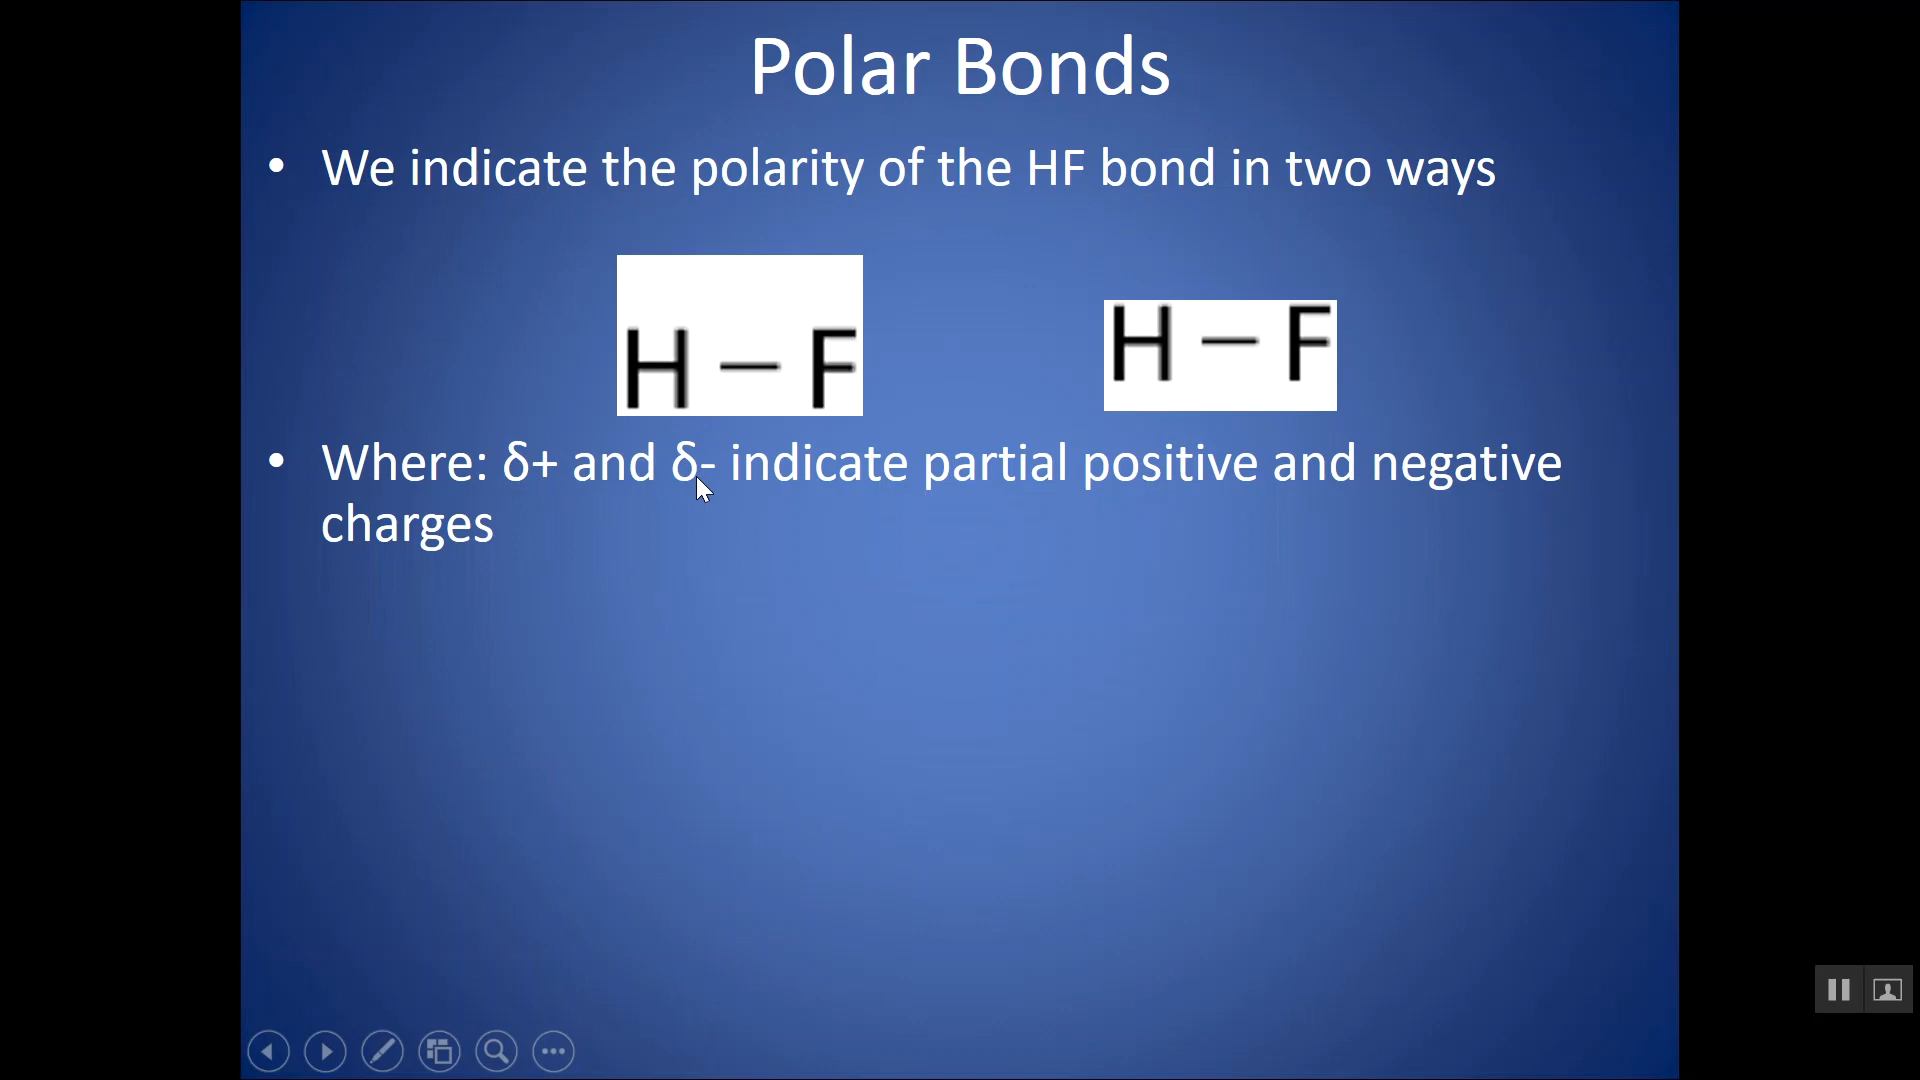 Polar Bonds
• We indicate the polarity of the HF bond in two ways
H — F
H — F
• Where: δ+ and δ- indicate partial positive and negative
charges